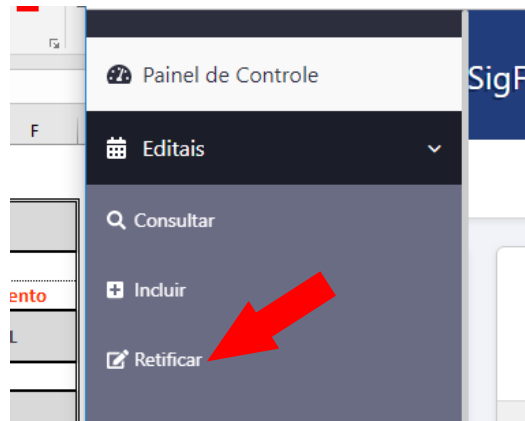 Painel de Controle
SigF
F
Editais
Consultar
Incluir
ento
L
Retificar